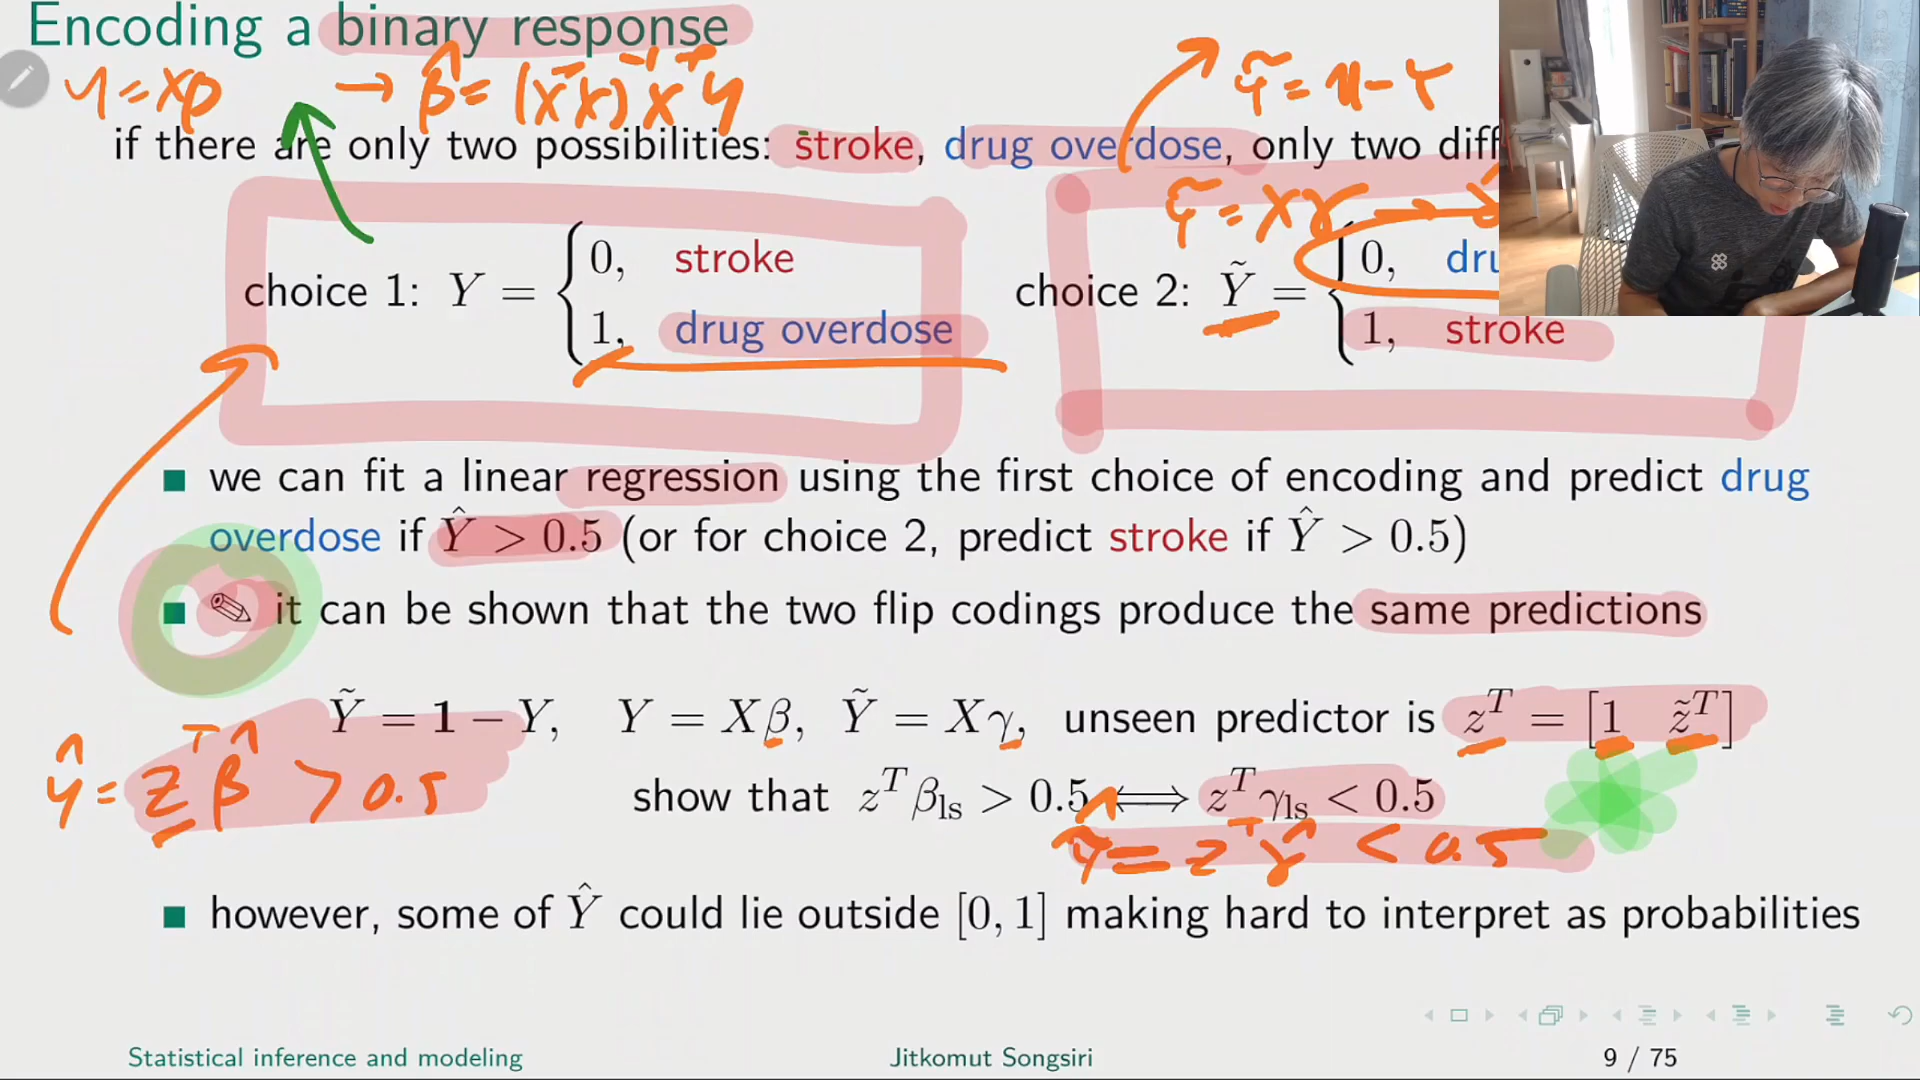 Encoding a binary response
y = Xβ → β̂ = (XᵀX)⁻¹Xᵀy
Ỹ = 1 - Y
if there are only two possibilities: stroke, drug overdose, only two
Ỹ = Xγ →
choice 1: Y = { 0, stroke
1, drug overdose
choice 2: Ỹ = { 0,
1, stroke
■ we can fit a linear regression using the first choice of encoding and predict drug
overdose if Ŷ > 0.5 (or for choice 2, predict stroke if Ŷ > 0.5)
■ it can be shown that the two flip codings produce the same predictions
Ỹ = 1 − Y, Y = Xβ, Ỹ = Xγ, unseen predictor is zᵀ = [1 z̃ᵀ]
ŷ = zᵀβ̂ > 0.5
show that zᵀβ_ls > 0.5 ⟺ zᵀγ_ls < 0.5
= zᵀγ̂ < 0.5
■ however, some of Ŷ could lie outside [0, 1] making hard to interpret as probabilities
Statistical inference and modeling
Jitkomut Songsiri
9 / 75